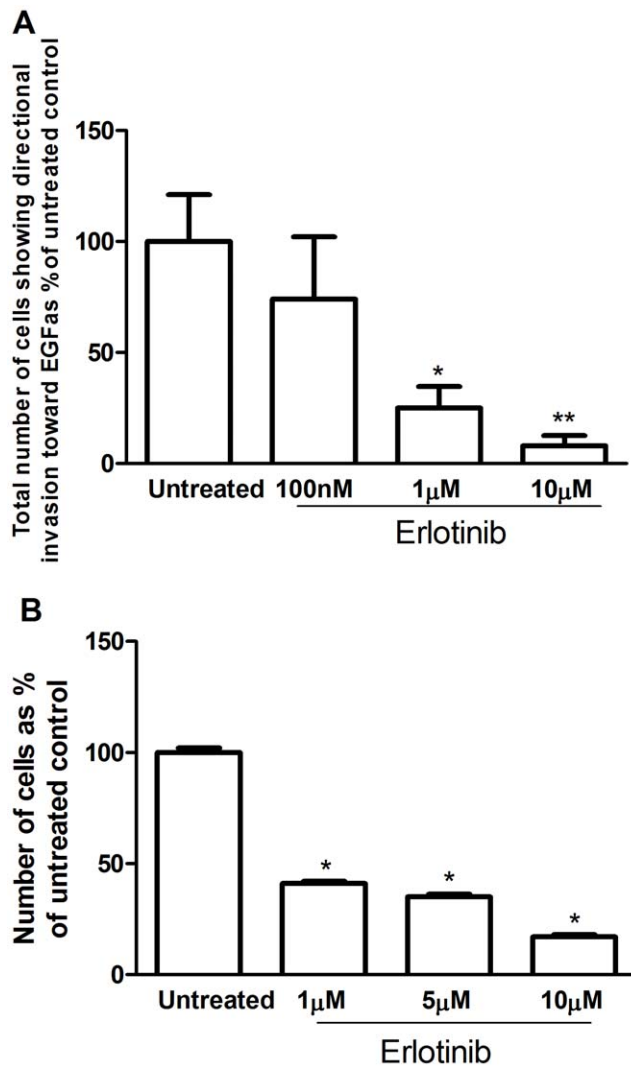 A
Total number of cells showing directional
invasion toward EGFas % of untreated control
150
100
50
0
*
**
Untreated 100nM 1μM 10μM
Erlotinib
B
Number of cells as %
of untreated control
150
100
50
0
* * *
Untreated 1μM 5μM 10μM
Erlotinib